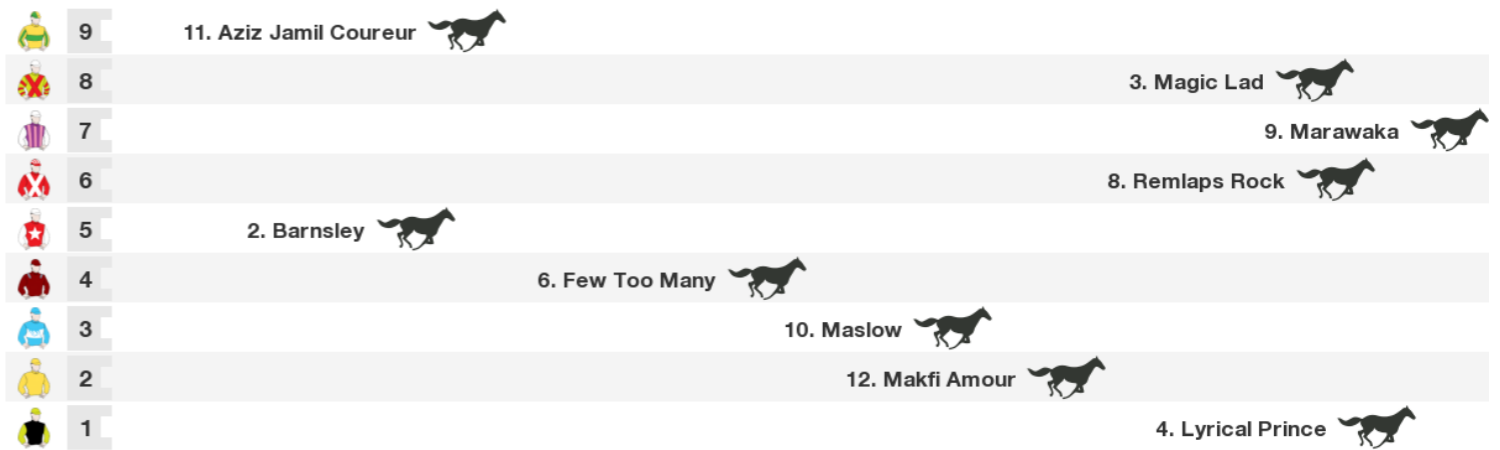 9 11. Aziz Jamil Coureur
8 3. Magic Lad
7 9. Marawaka
6 8. Remlaps Rock
5 2. Barnsley
4 6. Few Too Many
3 10. Maslow
2 12. Makfi Amour
1 4. Lyrical Prince